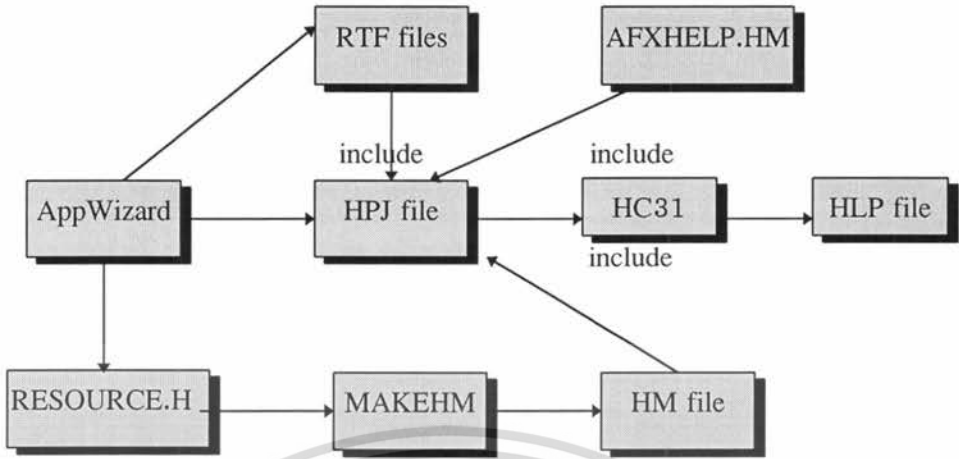 RTF files
AFXHELP.HM
include
include
AppWizard
HPJ file
HC31
HLP file
include
RESOURCE.H
MAKEHM
HM file